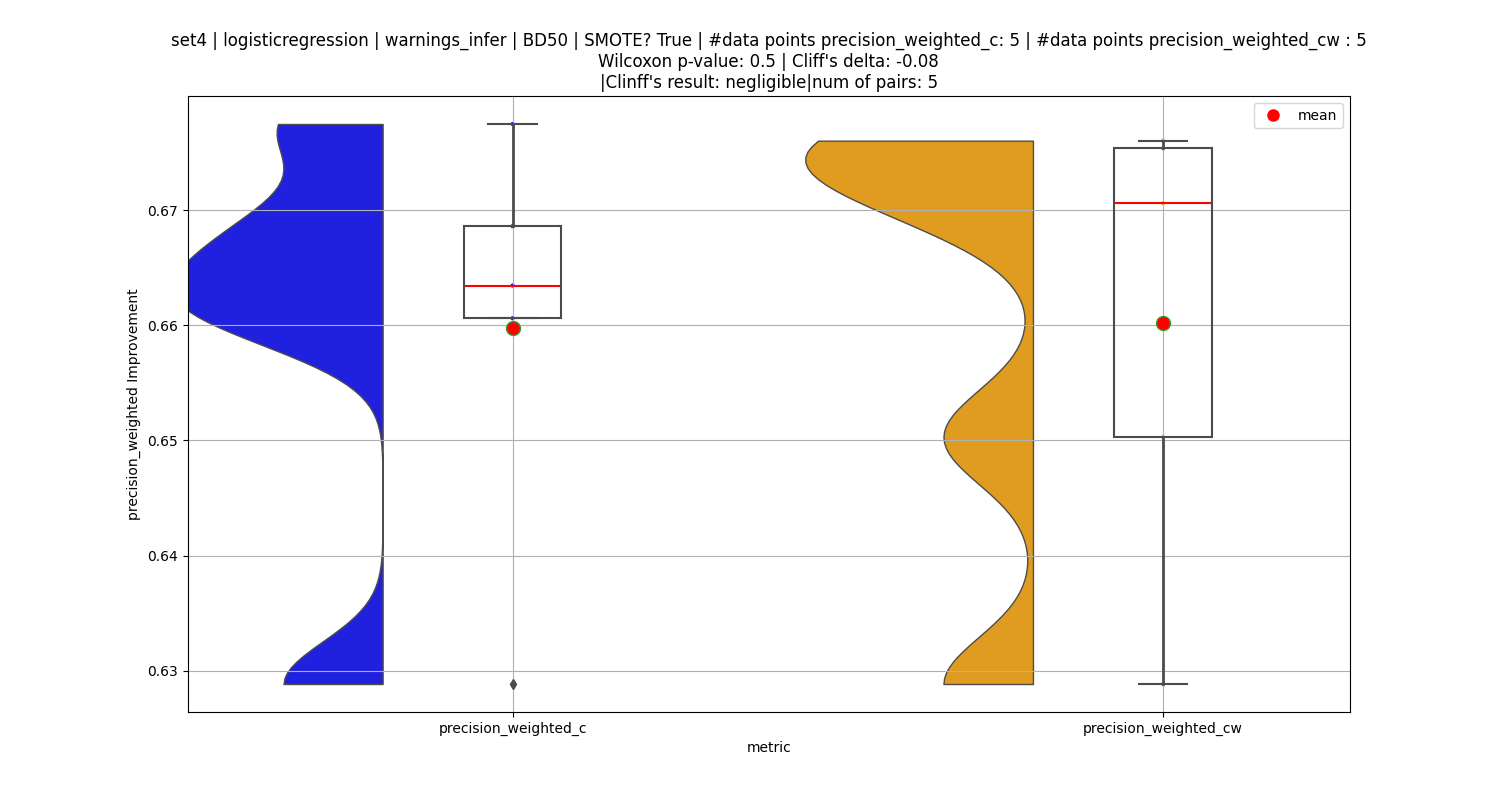 set4 | logisticregression | warnings_infer | BD50 | SMOTE? True | #data points precision_weighted_c: 5 | #data points precision_weighted_cw : 5
Wilcoxon p-value: 0.5 | Cliff's delta: -0.08
|Clinff's result: negligible|num of pairs: 5
mean
0.67
0.66
0.65
0.64
0.63
precision_weighted Improvement
precision_weighted_c
precision_weighted_cw
metric